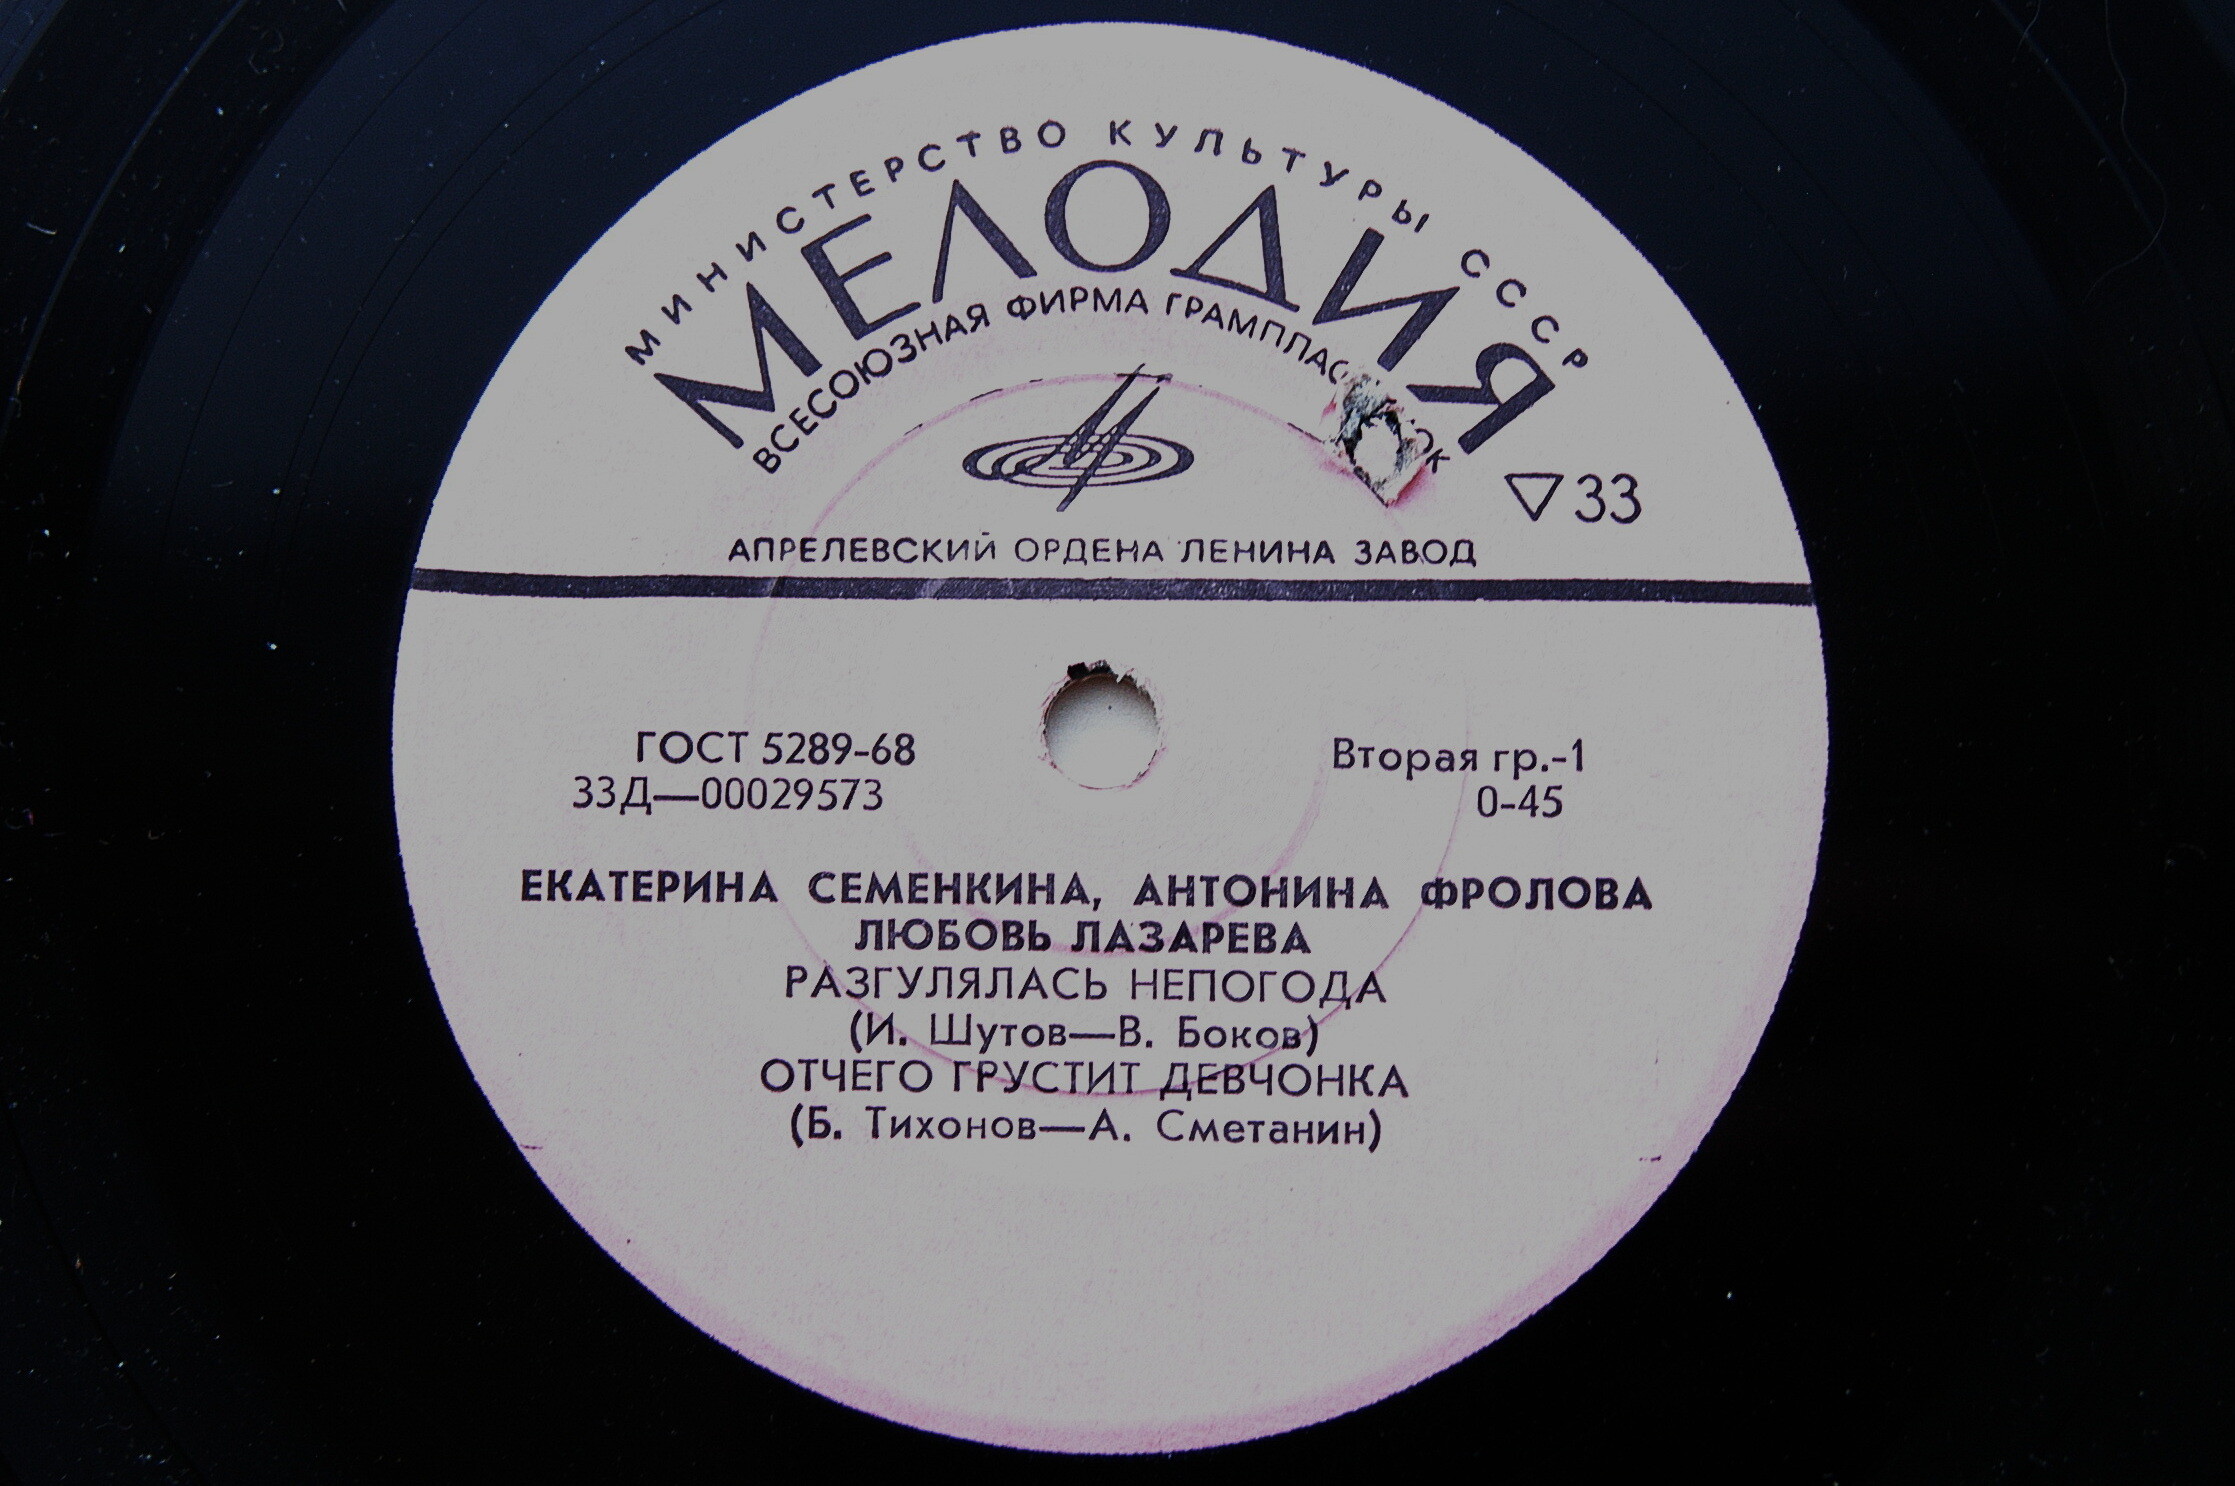 МИНИСТЕРСТВО КУЛЬТУРЫ СССР
МЕЛОДИЯ
ВСЕСОЮЗНАЯ ФИРМА
▽33
АПРЕЛЕВСКИЙ ОРДЕНА ЛЕНИНА ЗАВОД
ГОСТ 5289-68
Вторая гр.-1
33Д—00029573
0-45
ЕКАТЕРИНА СЕМЕНКИНА, АНТОНИНА ФРОЛОВА
ЛЮБОВЬ ЛАЗАРЕВА
РАЗГУЛЯЛАСЬ НЕПОГОДА
(И. Шутов—В. Боков)
ОТЧЕГО ГРУСТИТ ДЕВЧОНКА
(Б. Тихонов—А. Сметанин)